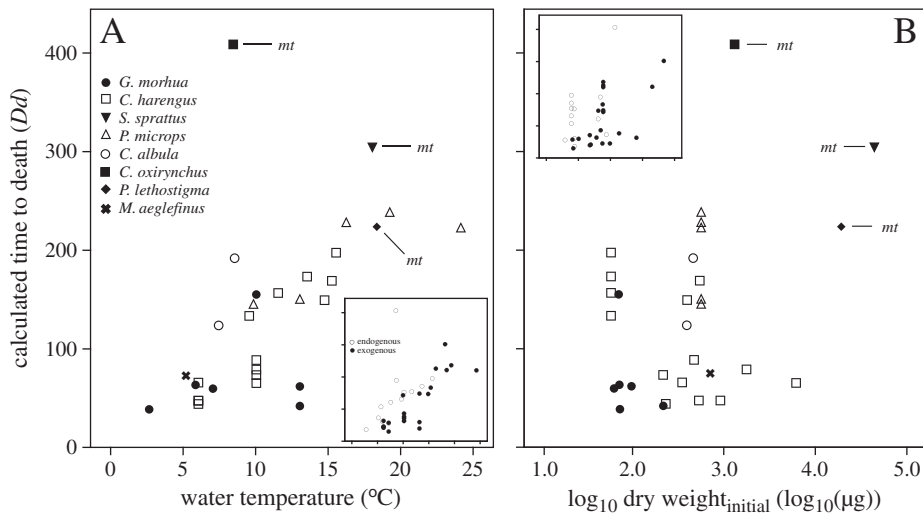 A
B
mt
mt
400
300
200
100
0
calculated time to death (Dd)
G. morhua
C. harengus
S. sprattus
P. microps
C. albula
C. oxirynchus
P. lethostigma
M. aeglefinus
mt
mt
mt
mt
endogenous
exogenous
0 5 10 15 20 25
1.0 2.0 3.0 4.0 5.0
water temperature (°C)
log10 dry weightinitial (log10(µg))